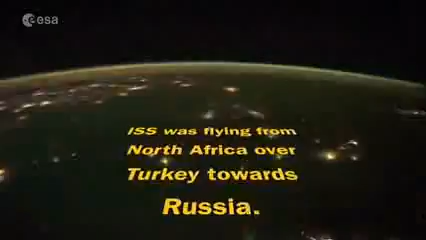 esa
ISS was flying from
North Africa over
Turkey towards
Russia.